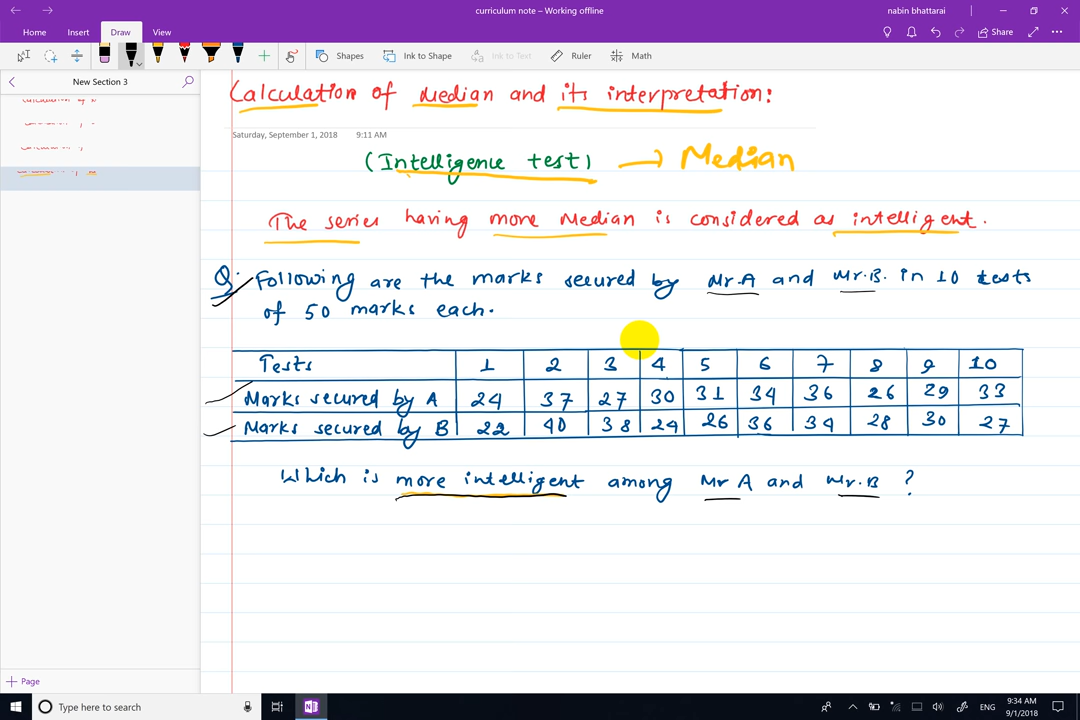 curriculum note – Working offline
nabin bhattarai
Home Insert Draw View
Share
Shapes Ink to Shape Ink to Text Ruler Math
New Section 3
Calculation of Median and its interpretation:
Saturday, September 1, 2018 9:11 AM
(Intelligence test) → Median
The series having more Median is considered as intelligent.
Q. Following are the marks secured by Mr.A and Mr.B. in 10 tests
of 50 marks each.
Tests 1 2 3 4 5 6 7 8 9 10
Marks secured by A 24 37 27 30 31 34 36 26 29 33
Marks secured by B 22 40 38 24 26 36 34 28 30 27
Which is more intelligent among Mr A and Mr.B ?
+ Page
Type here to search
ENG
9:34 AM
9/1/2018